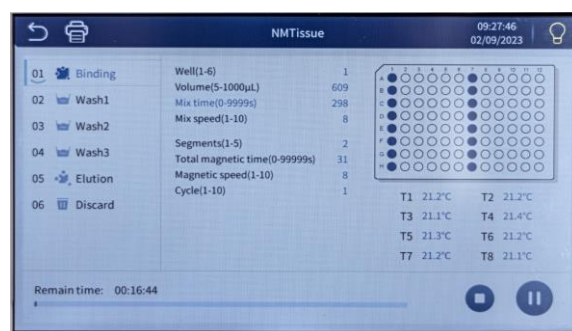 NMTissue
09:27:46
02/09/2023
01 Binding
02 Wash1
03 Wash2
04 Wash3
05 Elution
06 Discard
Well(1-6) 1
Volume(5-1000μL) 609
Mix time(0-9999s) 298
Mix speed(1-10) 8
Segments(1-5) 2
Total magnetic time(0-99999s) 31
Magnetic speed(1-10) 8
Cycle(1-10) 1
1 2 3 4 5 6 7 8 9 10 11 12
A
B
C
D
E
F
G
H
T1 21.2°C T2 21.2°C
T3 21.1°C T4 21.4°C
T5 21.3°C T6 21.2°C
T7 21.2°C T8 21.1°C
Remain time: 00:16:44